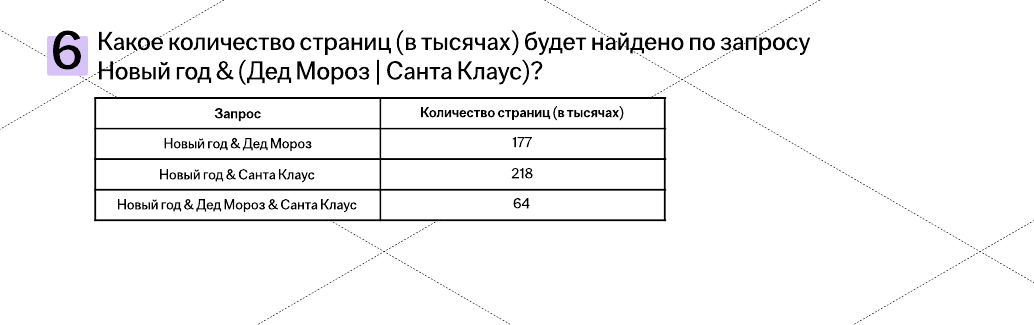 6 Какое количество страниц (в тысячах) будет найдено по запросу
Новый год & (Дед Мороз | Санта Клаус)?
Запрос Количество страниц (в тысячах)
Новый год & Дед Мороз 177
Новый год & Санта Клаус 218
Новый год & Дед Мороз & Санта Клаус 64